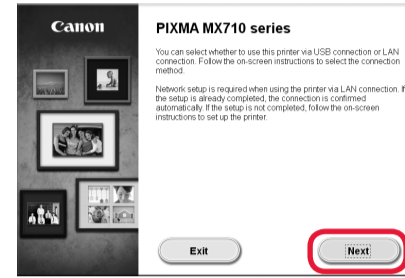 Canon
PIXMA MX710 series
You can select whether to use this printer via USB connection or LAN
connection. Follow the on-screen instructions to select the connection
method.
Network setup is required when using the printer via LAN connection. If
the setup is already completed, the connection is confirmed
automatically. If the setup is not completed, follow the on-screen
instructions to set up the printer.
Exit
Next